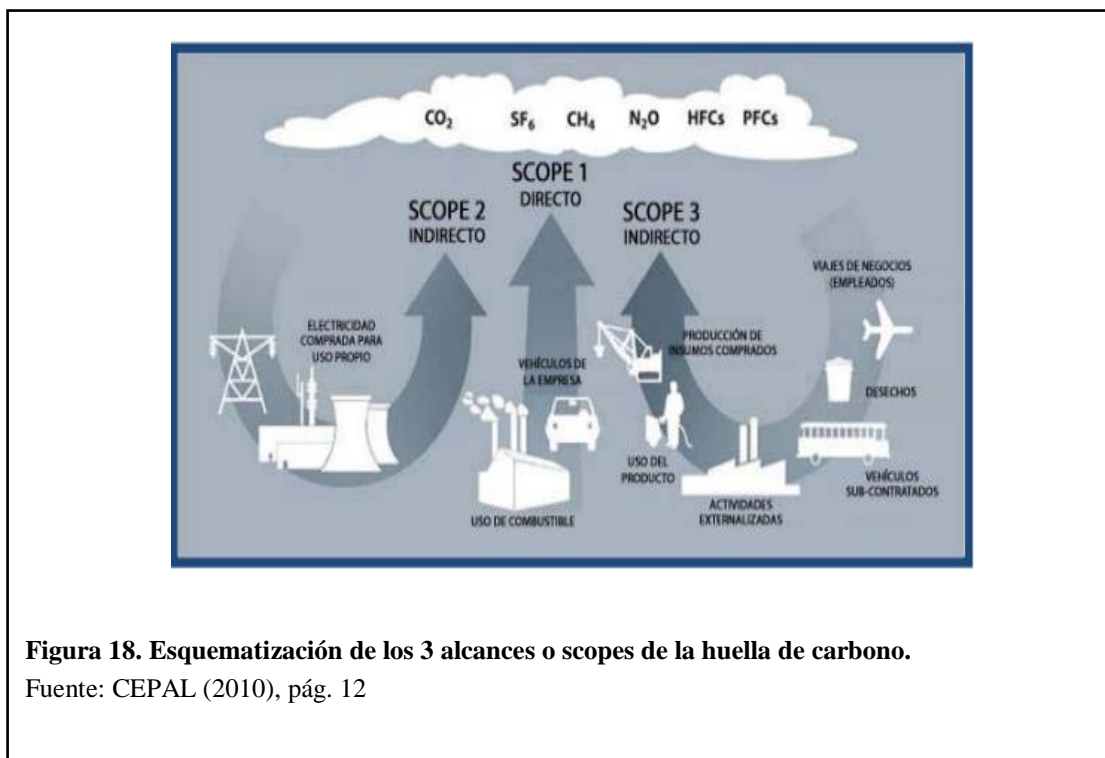 CO₂ SF₆ CH₄ N₂O HFCs PFCs
SCOPE 1
DIRECTO
SCOPE 2
INDIRECTO
SCOPE 3
INDIRECTO
ELECTRICIDAD
COMPRADA PARA
USO PROPIO
VEHÍCULOS DE
LA EMPRESA
USO DE COMBUSTIBLE
PRODUCCIÓN DE
INSUMOS COMPRADOS
USO DEL
PRODUCTO
ACTIVIDADES
EXTERNALIZADAS
VIAJES DE NEGOCIOS
(EMPLEADOS)
DESECHOS
VEHÍCULOS
SUB-CONTRATADOS
Figura 18. Esquematización de los 3 alcances o scopes de la huella de carbono.
Fuente: CEPAL (2010), pág. 12